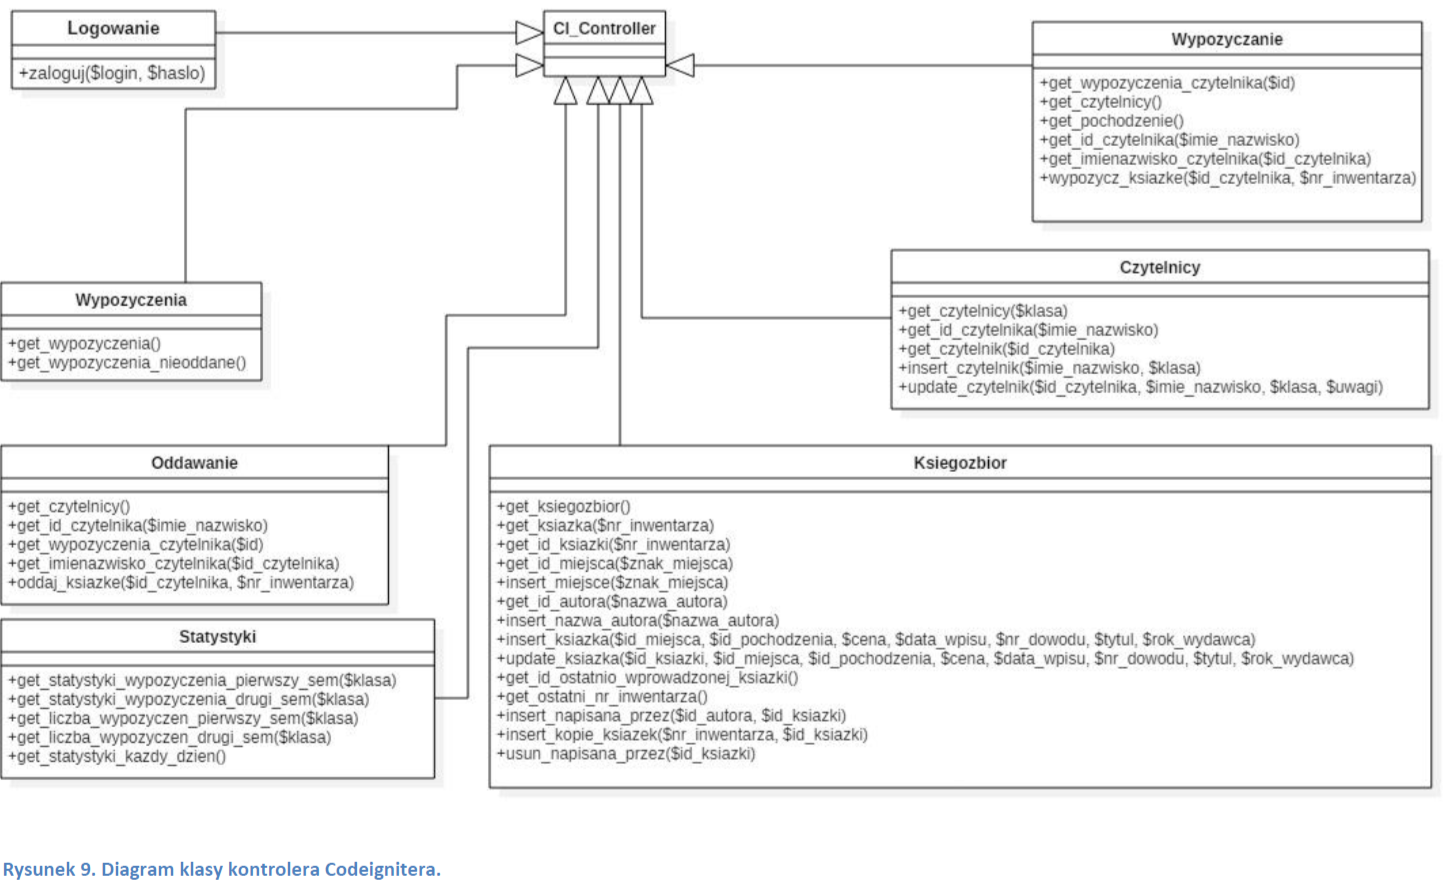 Logowanie
+zaloguj($login, $haslo)
CI_Controller
Wypozyczanie
+get_wypozyczenia_czytelnika($id)
+get_czytelnicy()
+get_pochodzenie()
+get_id_czytelnika($imie_nazwisko)
+get_imienazwisko_czytelnika($id_czytelnika)
+wypozycz_ksiazke($id_czytelnika, $nr_inwentarza)
Czytelnicy
+get_czytelnicy($klasa)
+get_id_czytelnika($imie_nazwisko)
+get_czytelnik($id_czytelnika)
+insert_czytelnik($imie_nazwisko, $klasa)
+update_czytelnik($id_czytelnika, $imie_nazwisko, $klasa, $uwagi)
Wypozyczenia
+get_wypozyczenia()
+get_wypozyczenia_nieoddane()
Oddawanie
+get_czytelnicy()
+get_id_czytelnika($imie_nazwisko)
+get_wypozyczenia_czytelnika($id)
+get_imienazwisko_czytelnika($id_czytelnika)
+oddaj_ksiazke($id_czytelnika, $nr_inwentarza)
Statystyki
+get_statystyki_wypozyczenia_pierwszy_sem($klasa)
+get_statystyki_wypozyczenia_drugi_sem($klasa)
+get_liczba_wypozyczen_pierwszy_sem($klasa)
+get_liczba_wypozyczen_drugi_sem($klasa)
+get_statystyki_kazdy_dzien()
Ksiegozbior
+get_ksiegozbior()
+get_ksiazka($nr_inwentarza)
+get_id_ksiazki($nr_inwentarza)
+get_id_miejsca($znak_miejsca)
+insert_miejsce($znak_miejsca)
+get_id_autora($nazwa_autora)
+insert_nazwa_autora($nazwa_autora)
+insert_ksiazka($id_miejsca, $id_pochodzenia, $cena, $data_wpisu, $nr_dowodu, $tytul, $rok_wydawca)
+update_ksiazka($id_ksiazki, $id_miejsca, $id_pochodzenia, $cena, $data_wpisu, $nr_dowodu, $tytul, $rok_wydawca)
+get_id_ostatnio_wprowadzonej_ksiazki()
+get_ostatni_nr_inwentarza()
+insert_napisana_przez($id_autora, $id_ksiazki)
+insert_kopie_ksiazek($nr_inwentarza, $id_ksiazki)
+usun_napisana_przez($id_ksiazki)
Rysunek 9. Diagram klasy kontrolera Codeignitera.